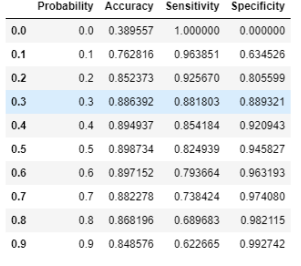 Probability Accuracy Sensitivity Specificity
0.0 0.0 0.389557 1.000000 0.000000
0.1 0.1 0.762816 0.963851 0.634526
0.2 0.2 0.852373 0.925670 0.805599
0.3 0.3 0.886392 0.881803 0.889321
0.4 0.4 0.894937 0.854184 0.920943
0.5 0.5 0.898734 0.824939 0.945827
0.6 0.6 0.897152 0.793664 0.963193
0.7 0.7 0.882278 0.738424 0.974080
0.8 0.8 0.868196 0.689683 0.982115
0.9 0.9 0.848576 0.622665 0.992742